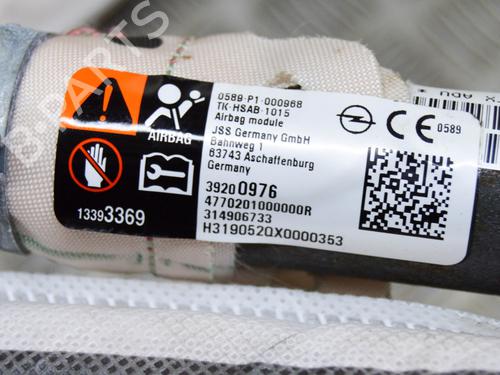 0589-P1-000968
TK-HSAB-1015
Airbag module
JSS Germany GmbH
Bahnweg 1
63743 Aschaffenburg
Germany
39200976
4770201000000R
314906733
H319052QX0000353
AIRBAG
13393369
CE 0589
ADU
PARTS